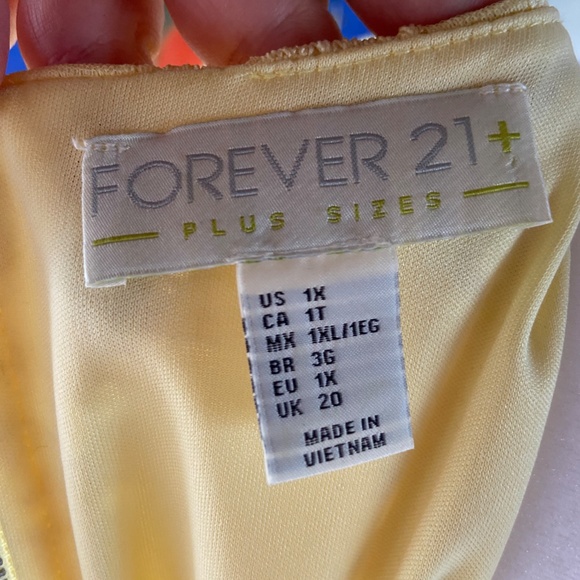 FOREVER 21+
PLUS SIZES
US 1X
CA 1T
MX 1XL/1EG
BR 3G
EU 1X
UK 20
MADE IN
VIETNAM